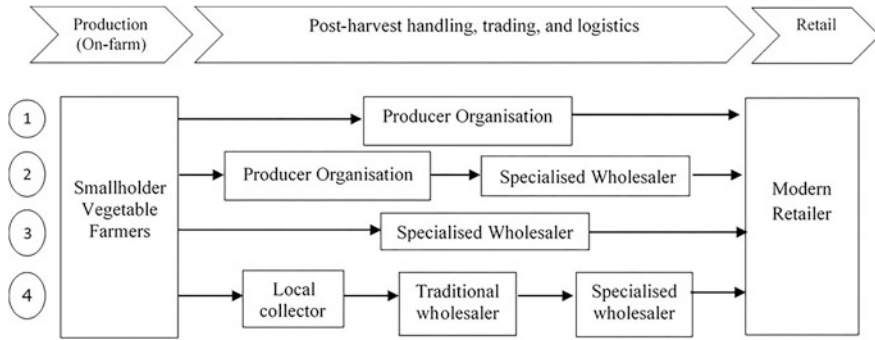 Production
(On-farm)
Post-harvest handling, trading, and logistics
Retail
1
Producer Organisation
2
Producer Organisation
Specialised Wholesaler
Smallholder
Vegetable
Farmers
Modern
Retailer
3
Specialised Wholesaler
4
Local
collector
Traditional
wholesaler
Specialised
wholesaler